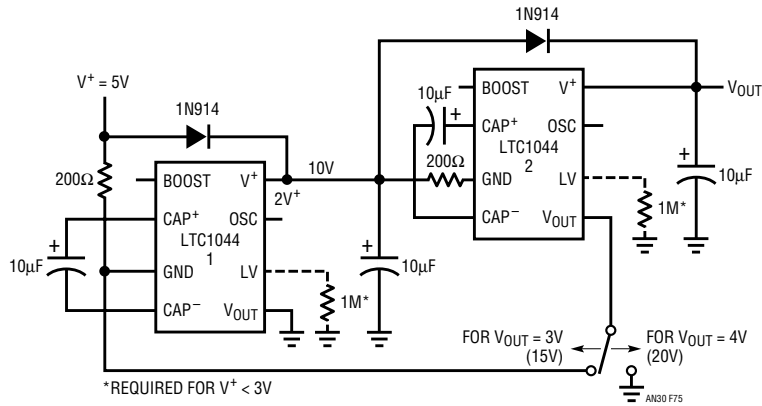 1N914
V+ = 5V
1N914
10µF
+
BOOST
V+
VOUT
CAP+
OSC
LTC1044
2
200Ω
GND
LV
CAP−
VOUT
+
10µF
1M*
200Ω
BOOST
V+
10V
2V+
CAP+
OSC
LTC1044
1
+
10µF
GND
LV
CAP−
VOUT
1M*
+
10µF
FOR VOUT = 3V
(15V)
FOR VOUT = 4V
(20V)
*REQUIRED FOR V+ < 3V
AN30 F75